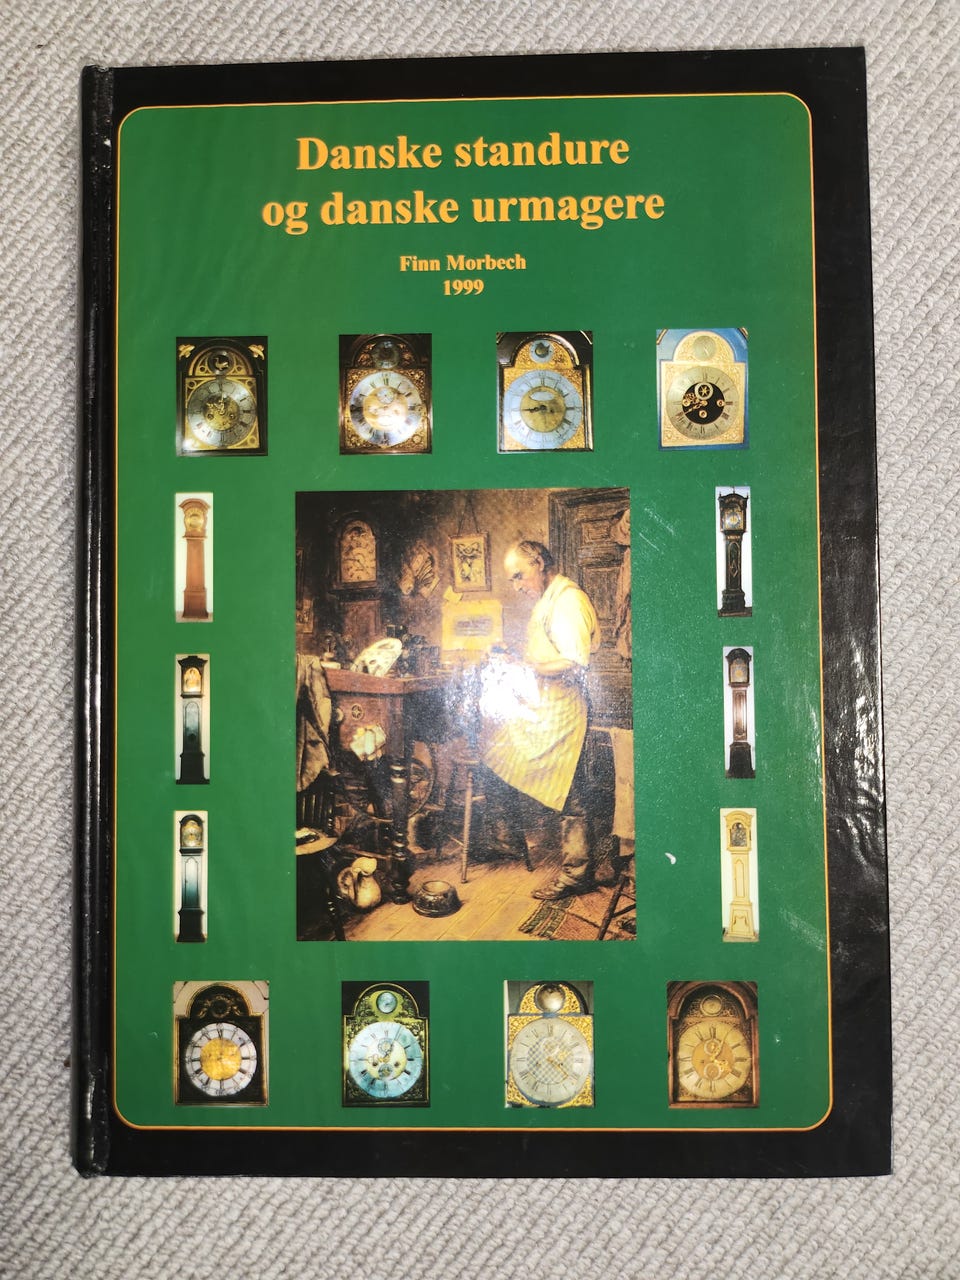 Danske standure
og danske urmagere
Finn Morbech
1999